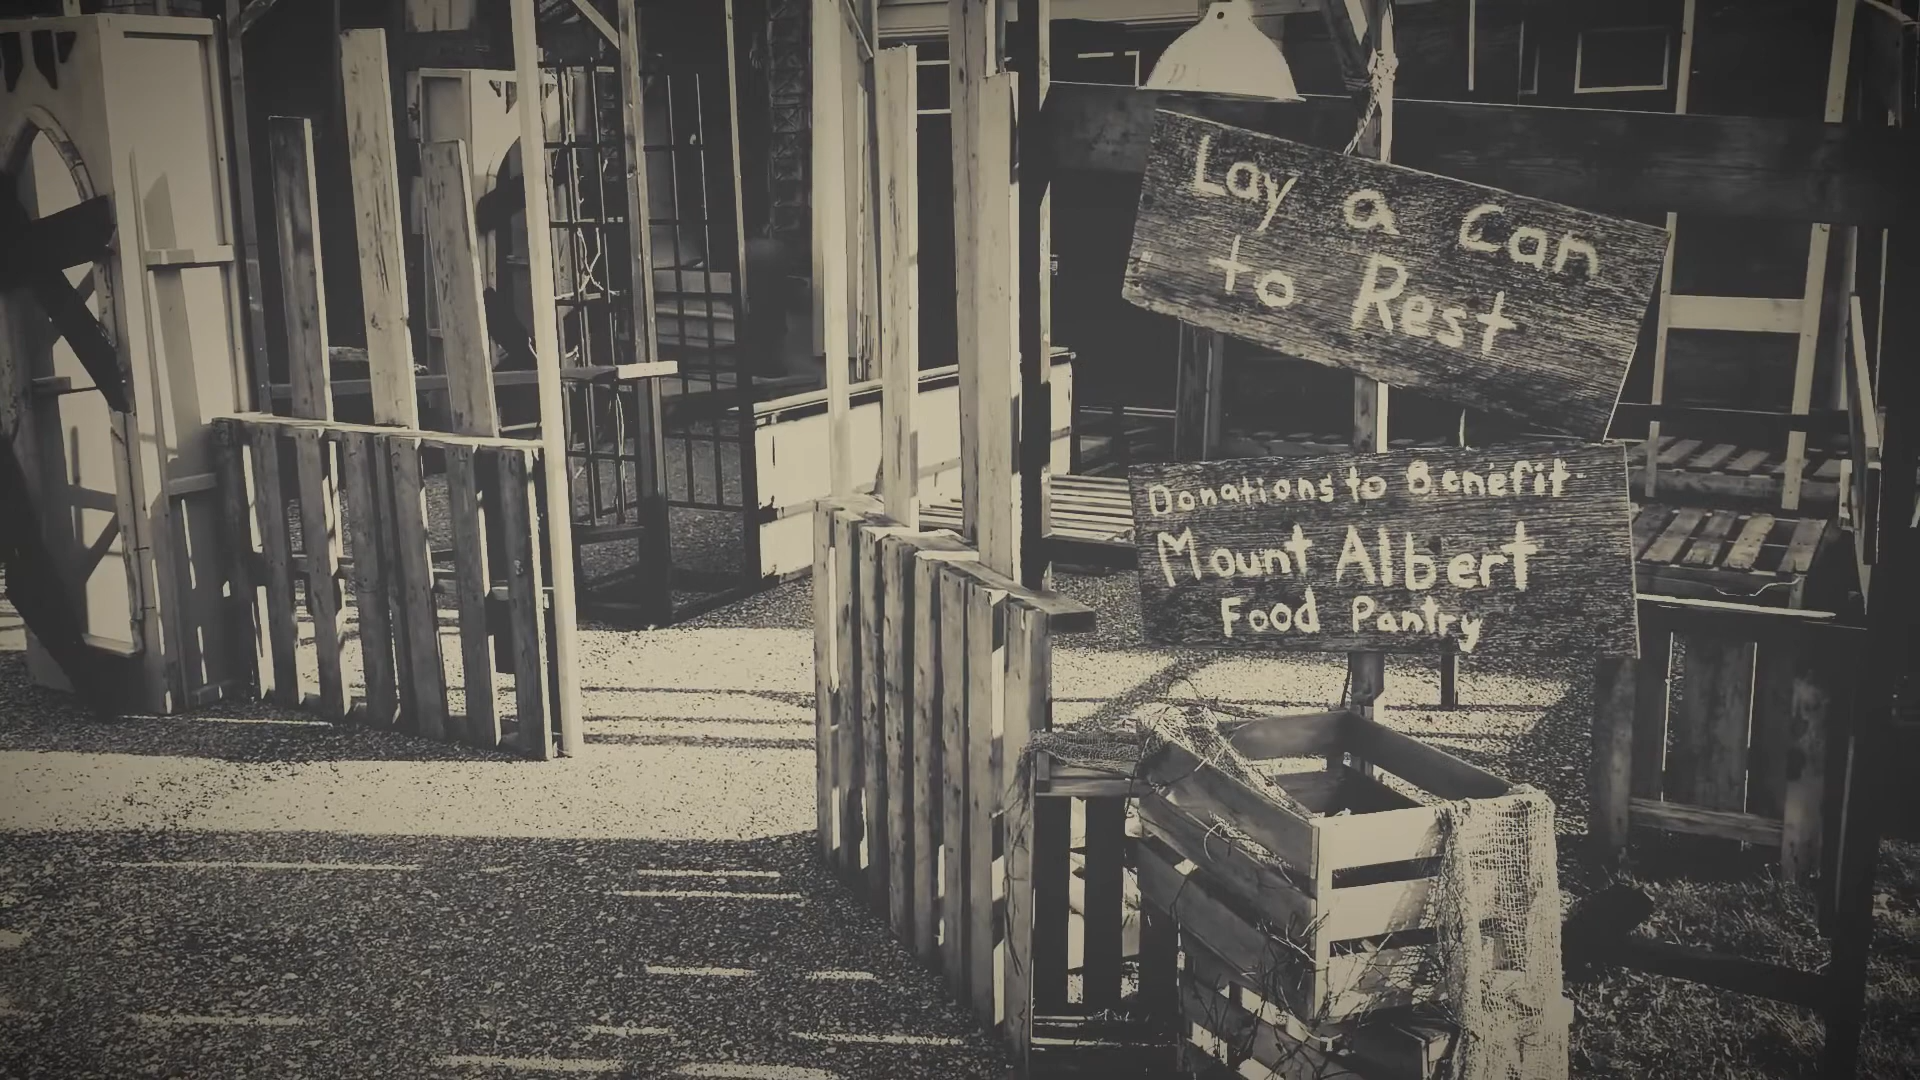 Lay a Can
to Rest
Donations to Benefit
Mount Albert
Food Pantry